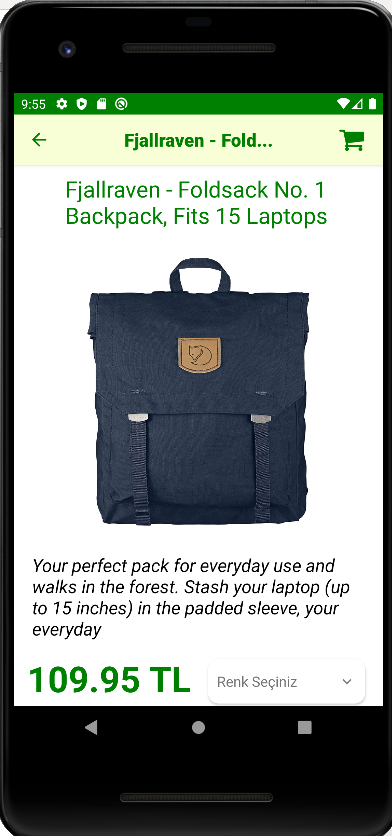 9:55
Fjallraven - Fold...
Fjallraven - Foldsack No. 1
Backpack, Fits 15 Laptops
Your perfect pack for everyday use and
walks in the forest. Stash your laptop (up
to 15 inches) in the padded sleeve, your
everyday
109.95 TL
Renk Seçiniz